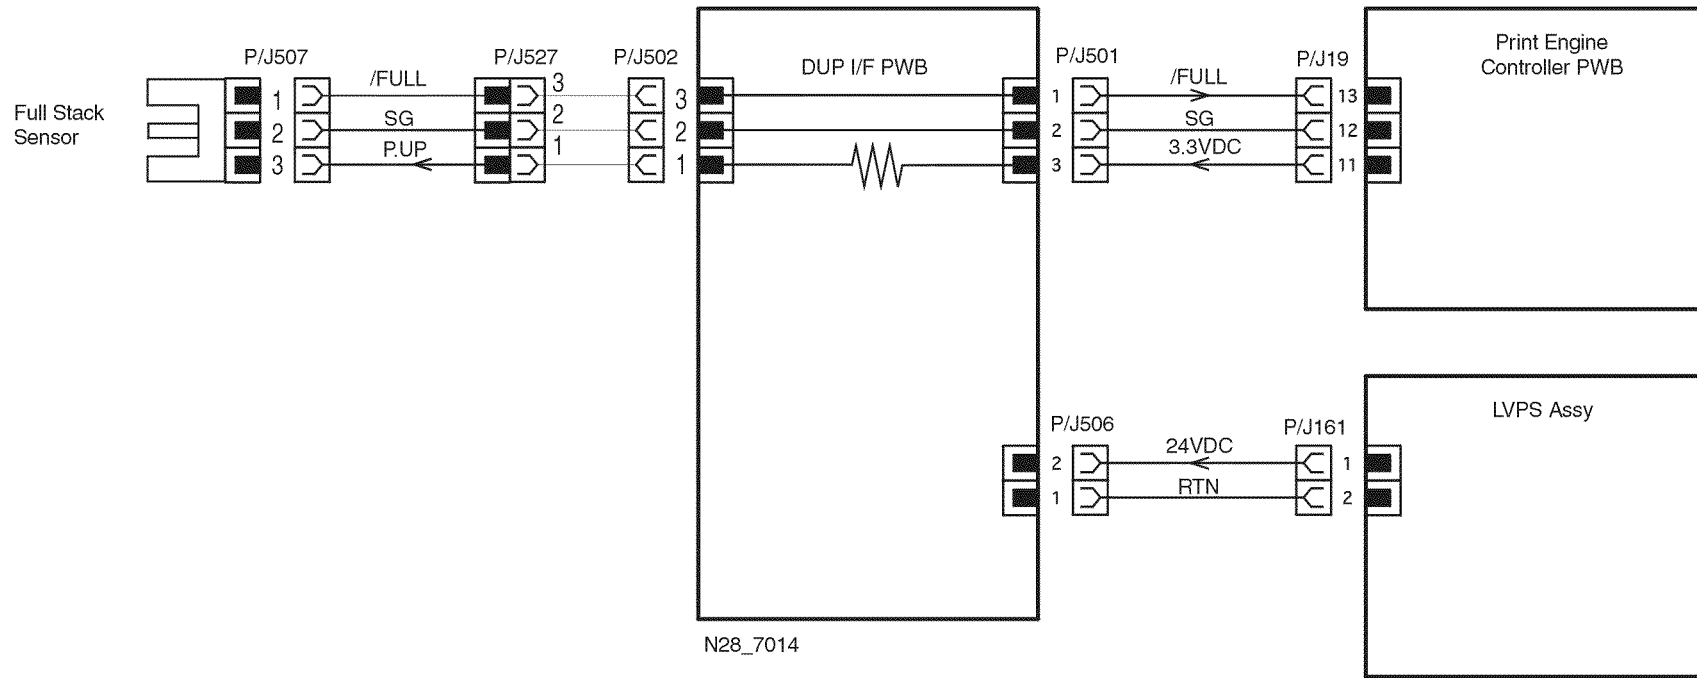 P/J507
P/J527
P/J502
DUP I/F PWB
P/J501
P/J19
Print Engine
Controller PWB
Full Stack
Sensor
1
/FULL
3
3
1
/FULL
13
2
SG
2
2
2
SG
12
3
P.UP
1
1
3
3.3VDC
11
P/J506
P/J161
LVPS Assy
2
24VDC
1
1
RTN
2
N28_7014